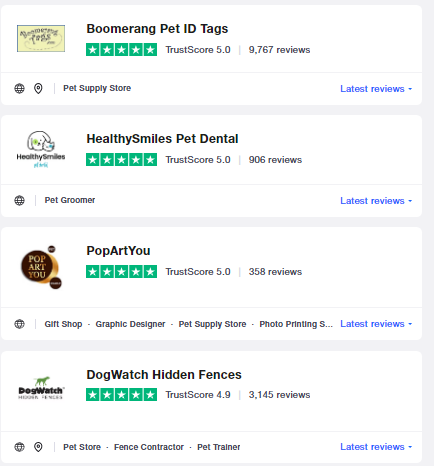 Boomerang Pet ID Tags
TrustScore 5.0 | 9,767 reviews
Pet Supply Store
Latest reviews
HealthySmiles Pet Dental
HealthySmiles
TrustScore 5.0 | 906 reviews
Pet Groomer
Latest reviews
PopArtYou
POP
ART
YOU
TrustScore 5.0 | 358 reviews
Gift Shop · Graphic Designer · Pet Supply Store · Photo Printing S...
Latest reviews
DogWatch Hidden Fences
DogWatch
HIDDEN FENCES
TrustScore 4.9 | 3,145 reviews
Pet Store · Fence Contractor · Pet Trainer
Latest reviews